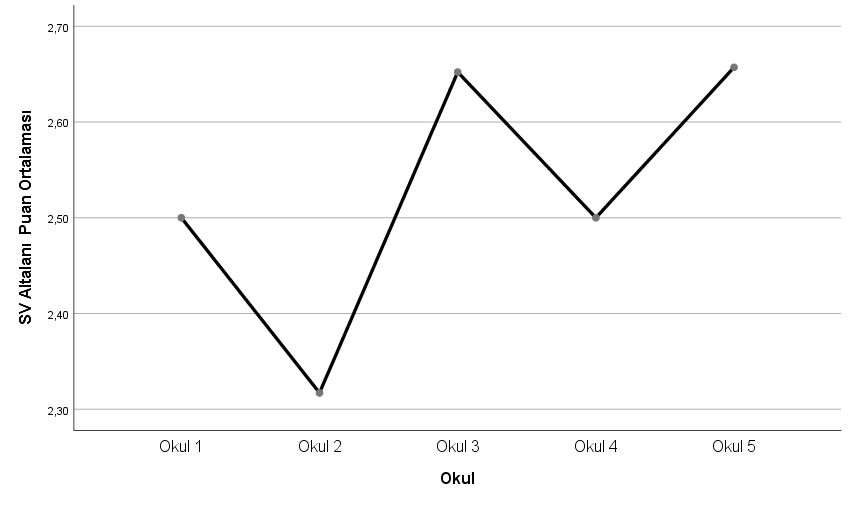 2,70
2,60
2,50
2,40
2,30
SV Altalanı Puan Ortalaması
Okul 1 Okul 2 Okul 3 Okul 4 Okul 5
Okul